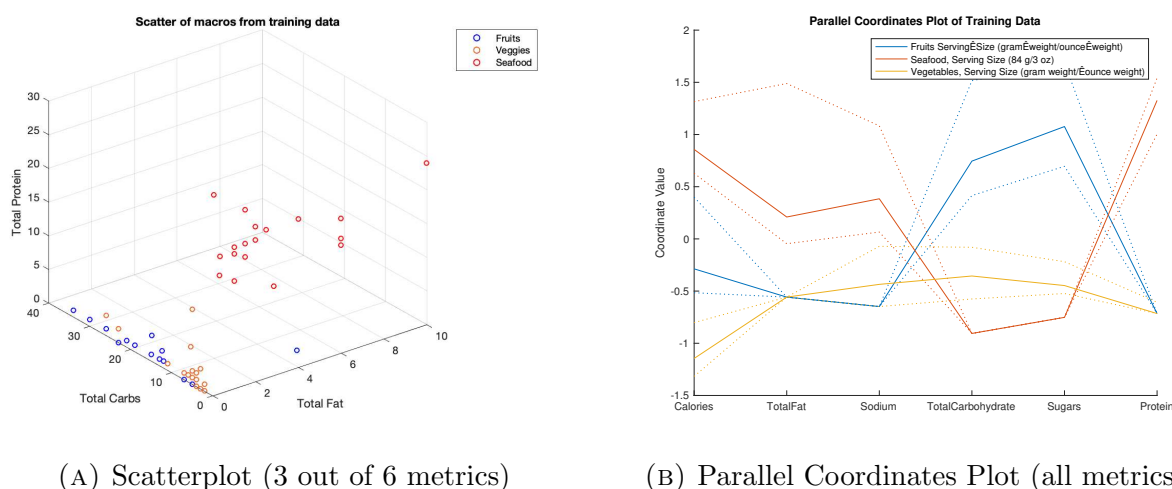 Scatter of macros from training data
Fruits
Veggies
Seafood
30
25
20
15
10
5
0
Total Protein
40
30
20
10
0
Total Carbs
0
2
4
6
8
10
Total Fat
(A) Scatterplot (3 out of 6 metrics)
Parallel Coordinates Plot of Training Data
Fruits ServingÊSize (gramÊweight/ounceÊweight)
Seafood, Serving Size (84 g/3 oz)
Vegetables, Serving Size (gram weight/Êounce weight)
2
1.5
1
0.5
0
-0.5
-1
-1.5
Coordinate Value
Calories
TotalFat
Sodium
TotalCarbohydrate
Sugars
Protein
(B) Parallel Coordinates Plot (all metrics